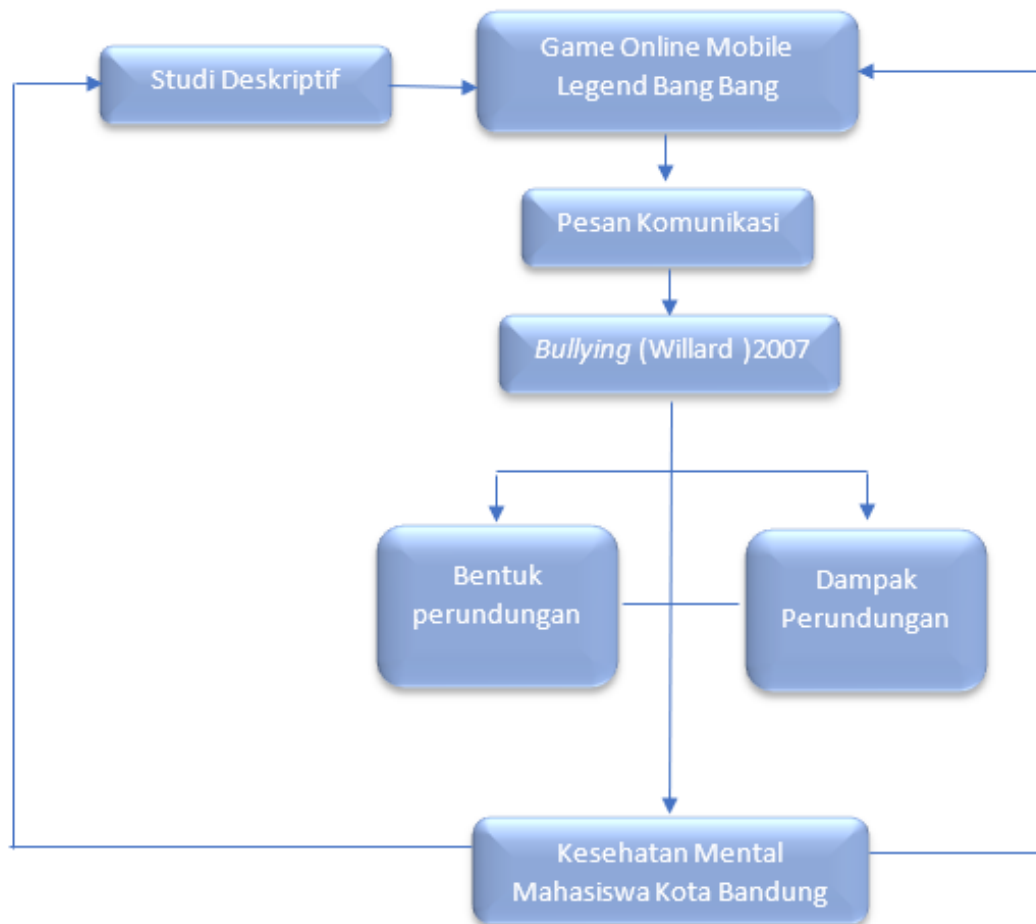 Game Online Mobile
Legend Bang Bang
Studi Deskriptif
Pesan Komunikasi
Bullying (Willard )2007
Bentuk
perundungan
Dampak
Perundungan
Kesehatan Mental
Mahasiswa Kota Bandung